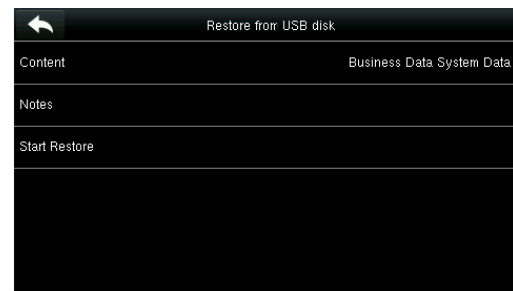 Restore from USB disk
Content Business Data System Data
Notes
Start Restore